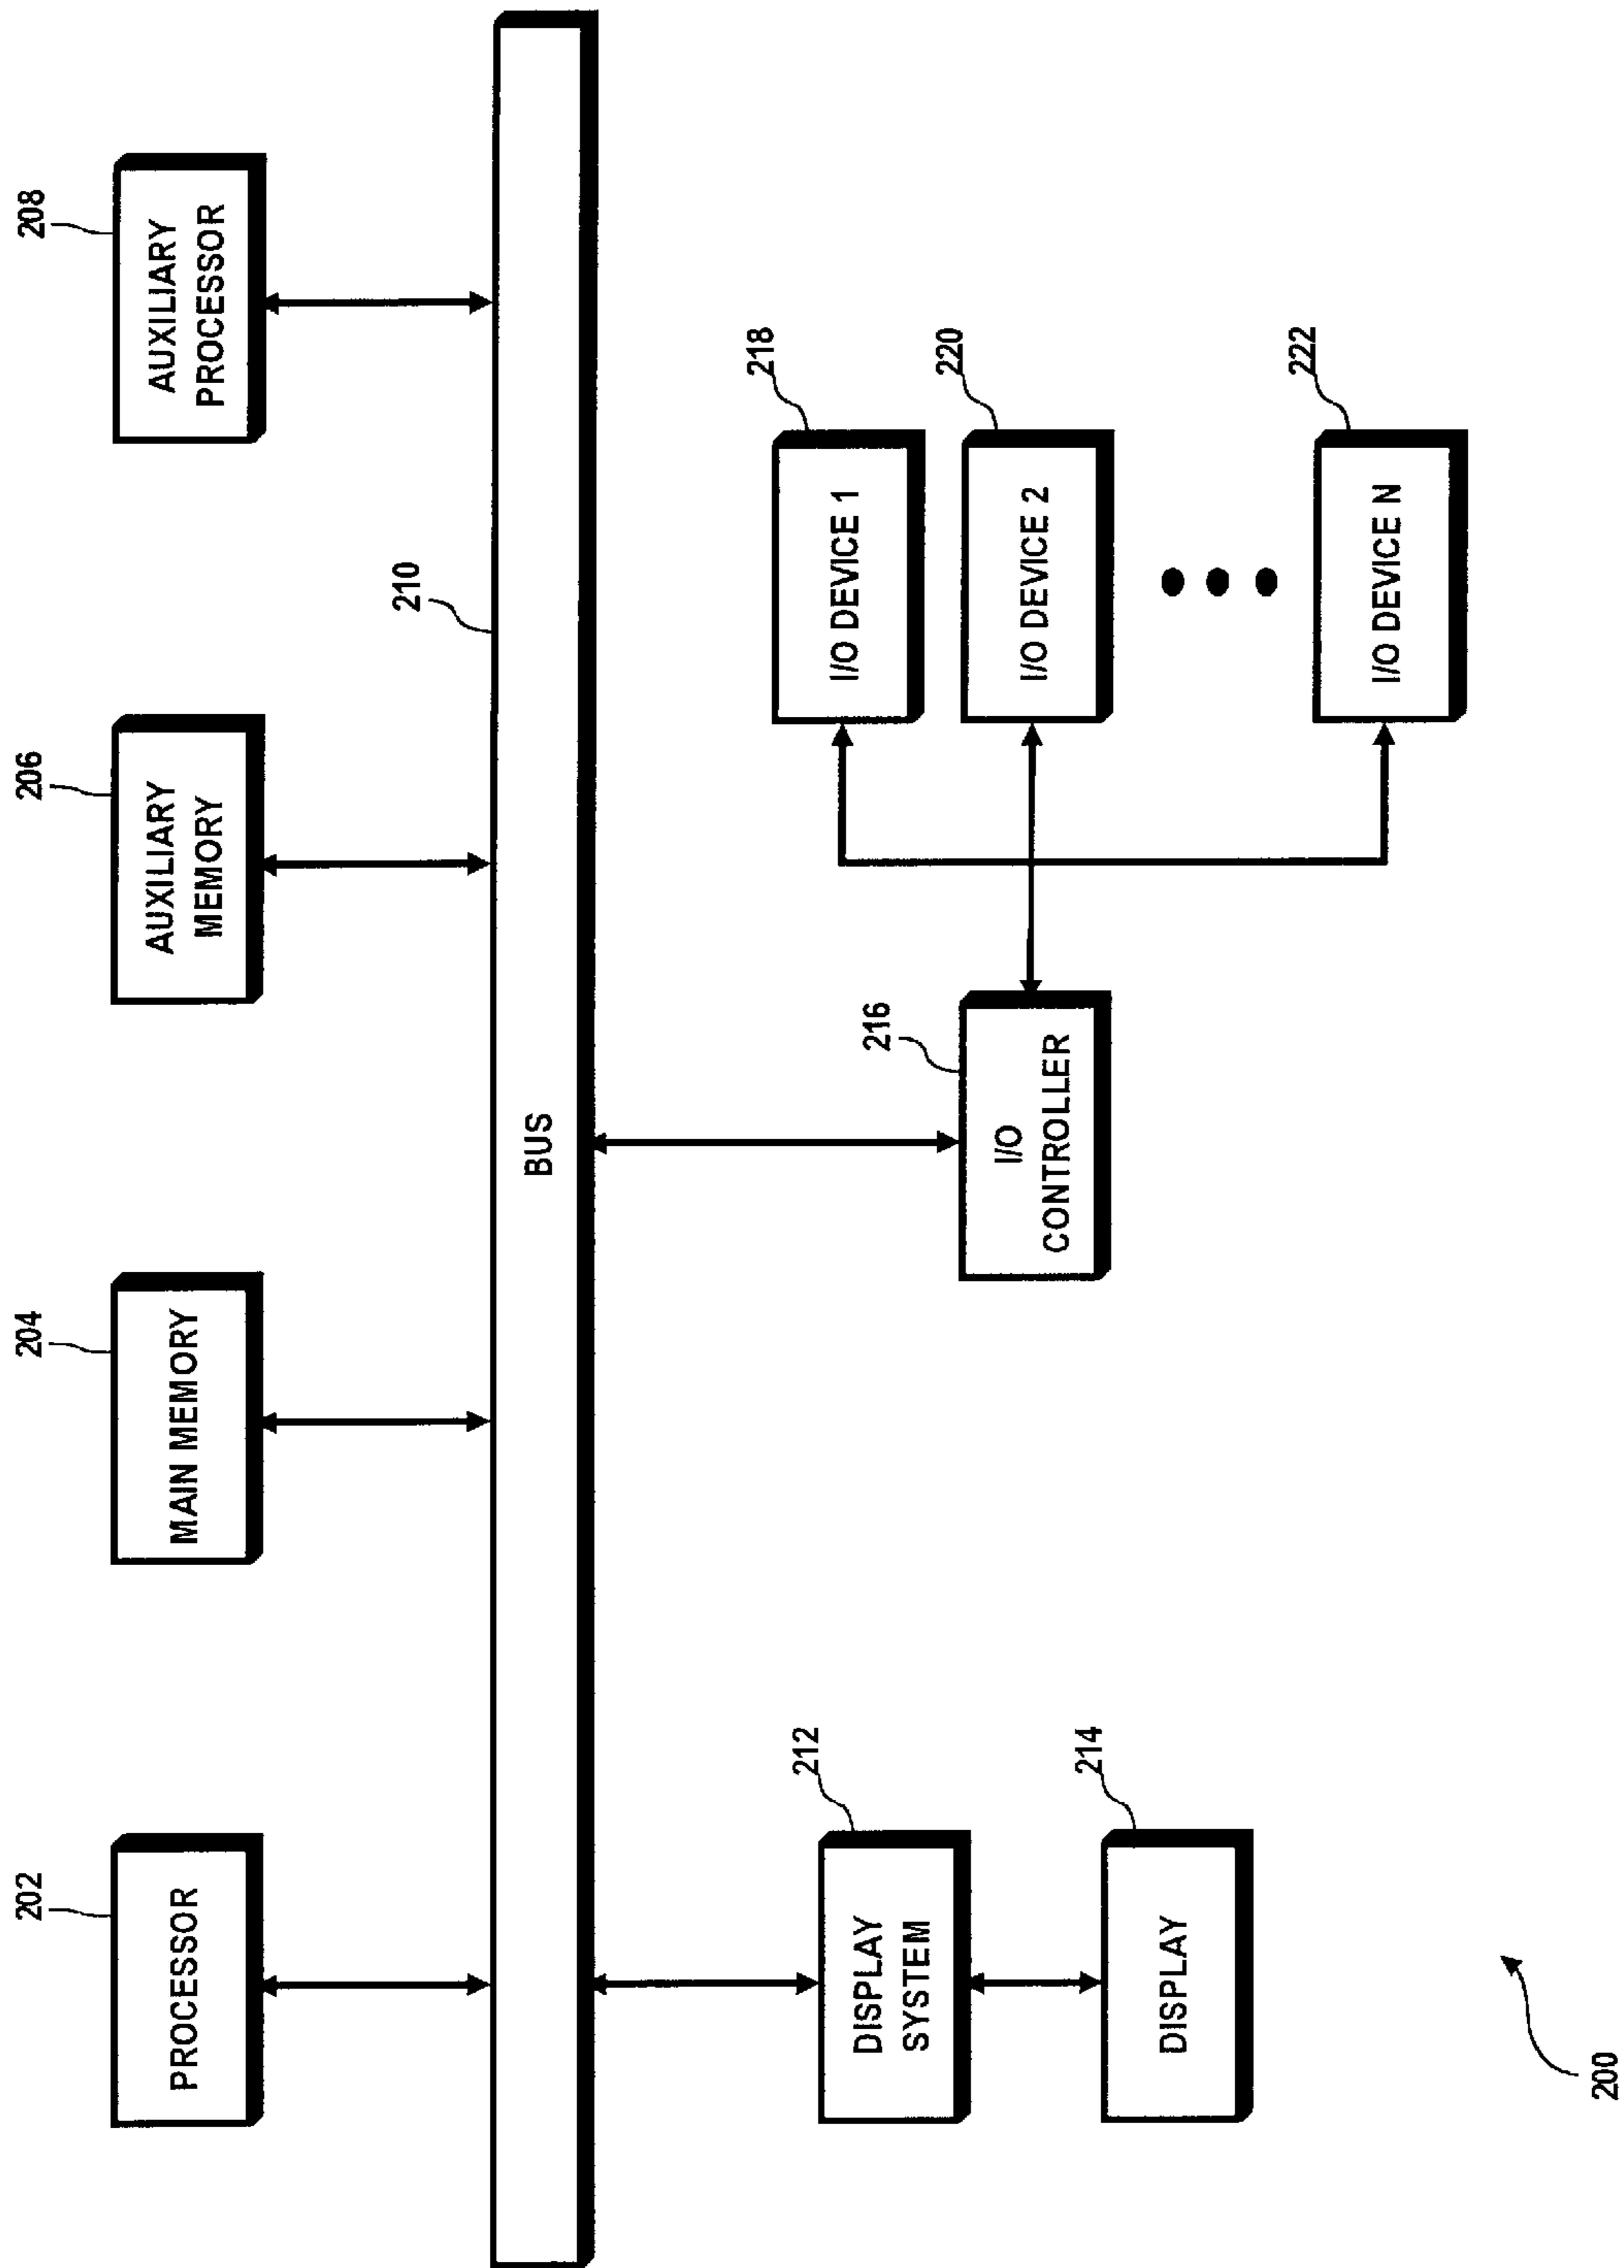 202
204
206
208
PROCESSOR
MAIN MEMORY
AUXILIARY
MEMORY
AUXILIARY
PROCESSOR
210
BUS
212
DISPLAY
SYSTEM
214
DISPLAY
216
I/O
CONTROLLER
218
I/O DEVICE 1
220
I/O DEVICE 2
222
I/O DEVICE N
200